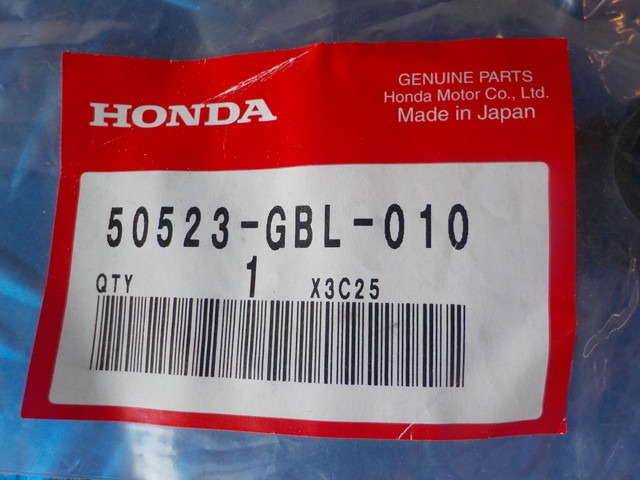 HONDA
GENUINE PARTS
Honda Motor Co., Ltd.
Made in Japan
50523-GBL-010
QTY 1 X3C25